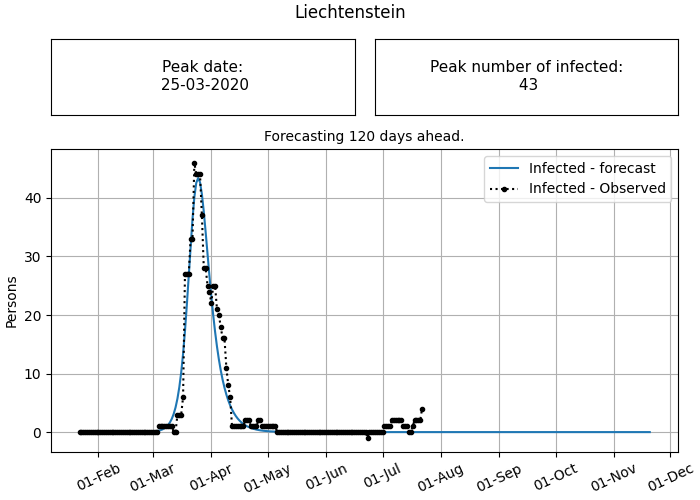 Liechtenstein
Peak date:
25-03-2020
Peak number of infected:
43
Forecasting 120 days ahead.
Infected - forecast
Infected - Observed
Persons
40
30
20
10
0
01-Feb
01-Mar
01-Apr
01-May
01-Jun
01-Jul
01-Aug
01-Sep
01-Oct
01-Nov
01-Dec